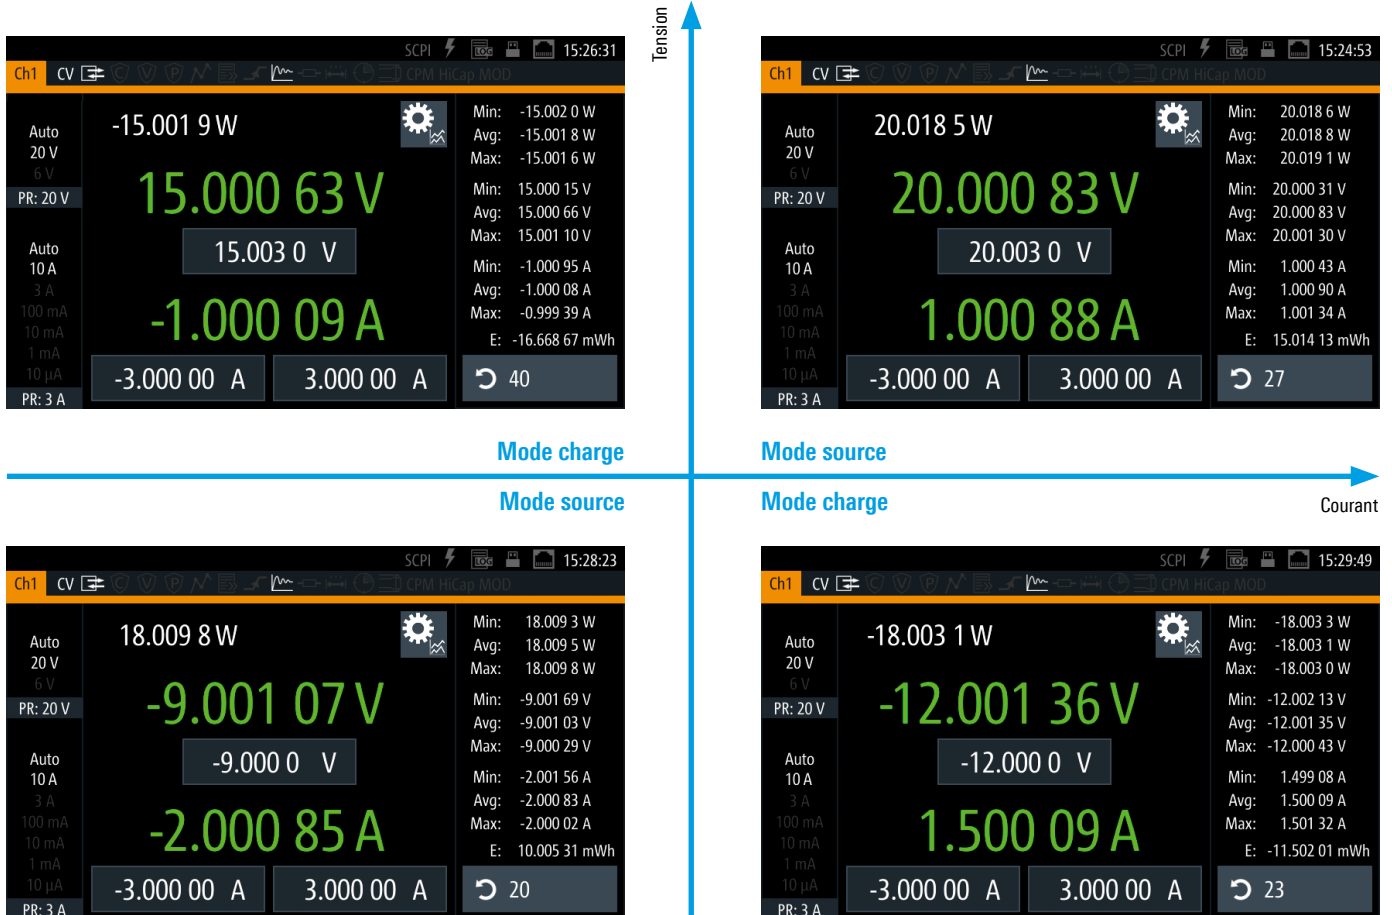 Tension
SCPI LOG 15:26:31
Ch1 CV C V P CPM HiCap MOD
-15.001 9 W
Auto
20 V
6 V
PR: 20 V
15.000 63 V
15.003 0 V
Auto
10 A
3 A
100 mA
10 mA
1 mA
10 µA
PR: 3 A
-1.000 09 A
-3.000 00 A 3.000 00 A
Min: -15.002 0 W
Avg: -15.001 8 W
Max: -15.001 6 W
Min: 15.000 15 V
Avg: 15.000 66 V
Max: 15.001 10 V
Min: -1.000 95 A
Avg: -1.000 08 A
Max: -0.999 39 A
E: -16.668 67 mWh
40
SCPI LOG 15:24:53
Ch1 CV C V P CPM HiCap MOD
20.018 5 W
Auto
20 V
6 V
PR: 20 V
20.000 83 V
20.003 0 V
Auto
10 A
3 A
100 mA
10 mA
1 mA
10 µA
PR: 3 A
1.000 88 A
-3.000 00 A 3.000 00 A
Min: 20.018 6 W
Avg: 20.018 8 W
Max: 20.019 1 W
Min: 20.000 31 V
Avg: 20.000 83 V
Max: 20.001 30 V
Min: 1.000 43 A
Avg: 1.000 90 A
Max: 1.001 34 A
E: 15.014 13 mWh
27
Mode charge
Mode source
Mode source
Mode charge
Courant
SCPI LOG 15:28:23
Ch1 CV C V P CPM HiCap MOD
18.009 8 W
Auto
20 V
6 V
PR: 20 V
-9.001 07 V
-9.000 0 V
Auto
10 A
3 A
100 mA
10 mA
1 mA
10 µA
PR: 3 A
-2.000 85 A
-3.000 00 A 3.000 00 A
Min: 18.009 3 W
Avg: 18.009 5 W
Max: 18.009 8 W
Min: -9.001 69 V
Avg: -9.001 03 V
Max: -9.000 29 V
Min: -2.001 56 A
Avg: -2.000 83 A
Max: -2.000 02 A
E: 10.005 31 mWh
20
SCPI LOG 15:29:49
Ch1 CV C V P CPM HiCap MOD
-18.003 1 W
Auto
20 V
6 V
PR: 20 V
-12.001 36 V
-12.000 0 V
Auto
10 A
3 A
100 mA
10 mA
1 mA
10 µA
PR: 3 A
1.500 09 A
-3.000 00 A 3.000 00 A
Min: -18.003 3 W
Avg: -18.003 1 W
Max: -18.003 0 W
Min: -12.002 13 V
Avg: -12.001 35 V
Max: -12.000 43 V
Min: 1.499 08 A
Avg: 1.500 09 A
Max: 1.501 32 A
E: -11.502 01 mWh
23